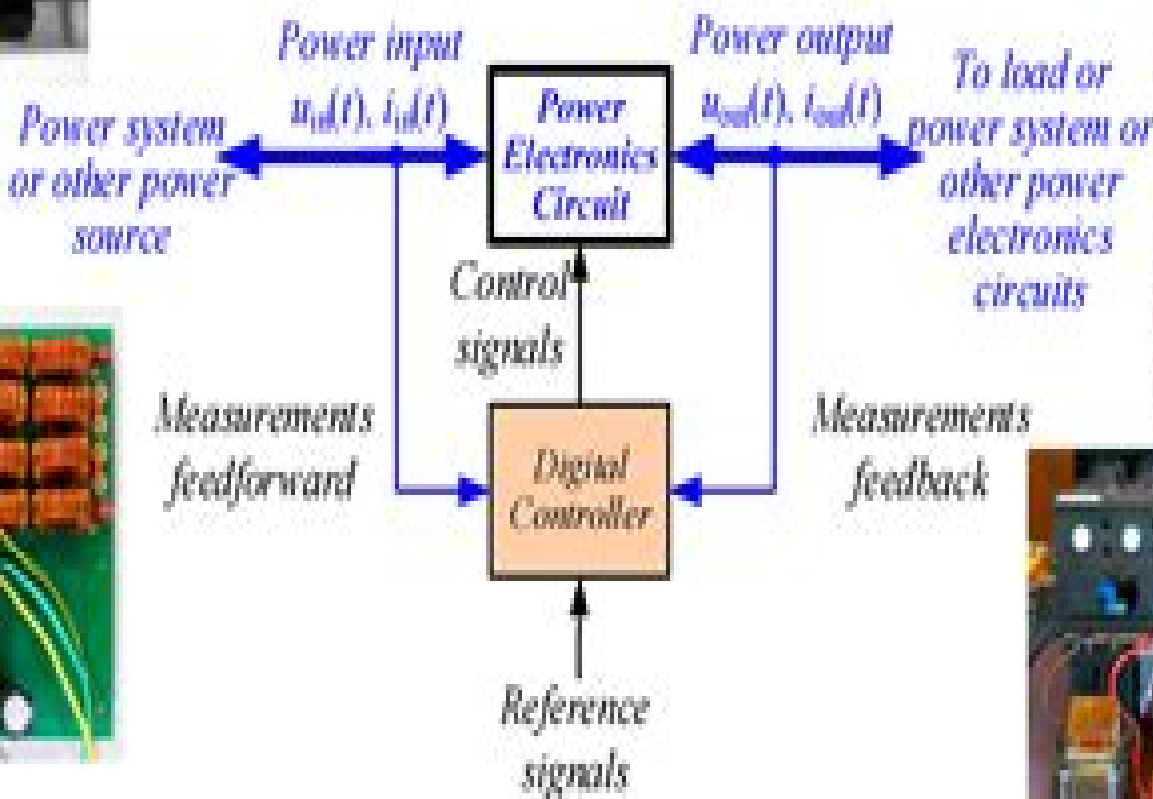 Power input
u_in(t), i_in(t)
Power output
u_out(t), i_out(t)
Power system
or other power
source
Power
Electronics
Circuit
To load or
power system or
other power
electronics
circuits
Control
signals
Measurements
feedforward
Digital
Controller
Measurements
feedback
Reference
signals